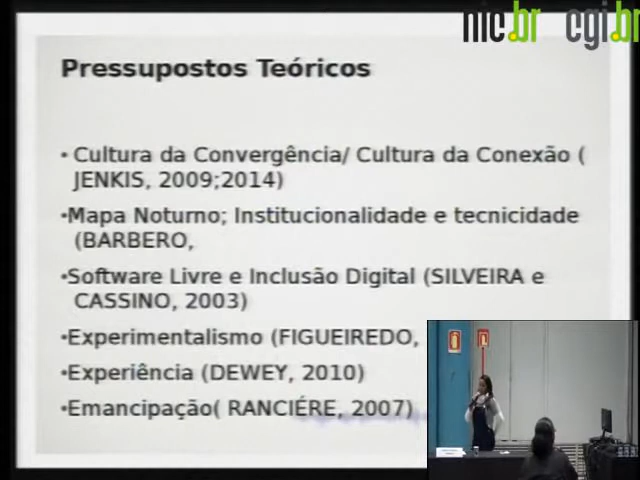 nic.br cgi.br
Pressupostos Teóricos
• Cultura da Convergência/ Cultura da Conexão (
JENKIS, 2009;2014)
•Mapa Noturno; Institucionalidade e tecnicidade
(BARBERO,
•Software Livre e Inclusão Digital (SILVEIRA e
CASSINO, 2003)
•Experimentalismo (FIGUEIREDO,
•Experiência (DEWEY, 2010)
•Emancipação( RANCIÉRE, 2007)